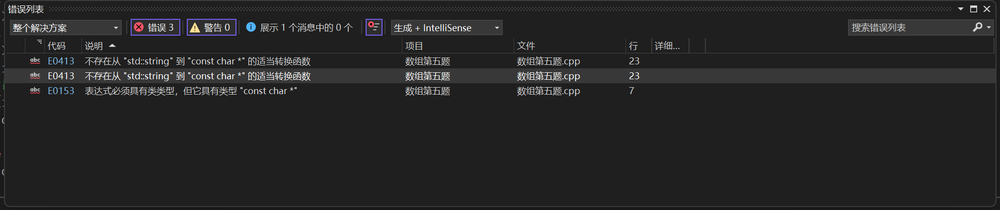 错误列表
整个解决方案 错误 3 警告 0 展示 1 个消息中的 0 个 生成 + IntelliSense 搜索错误列表
代码 说明 项目 文件 行 详细...
abc E0413 不存在从 "std::string" 到 "const char *" 的适当转换函数 数组第五题 数组第五题.cpp 23
abc E0413 不存在从 "std::string" 到 "const char *" 的适当转换函数 数组第五题 数组第五题.cpp 23
abc E0153 表达式必须具有类类型，但它具有类型 "const char *" 数组第五题 数组第五题.cpp 7